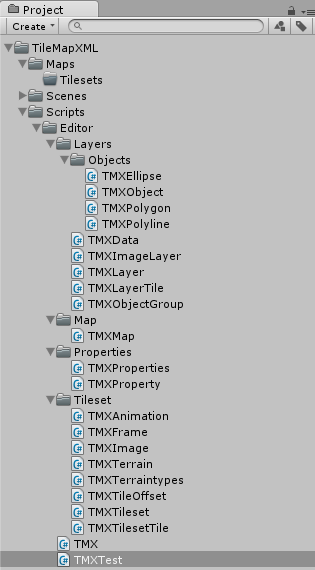 Project
Create
TileMapXML
Maps
Tilesets
Scenes
Scripts
Editor
Layers
Objects
TMXEllipse
TMXObject
TMXPolygon
TMXPolyline
TMXData
TMXImageLayer
TMXLayer
TMXLayerTile
TMXObjectGroup
Map
TMXMap
Properties
TMXProperties
TMXProperty
Tileset
TMXAnimation
TMXFrame
TMXImage
TMXTerrain
TMXTerraintypes
TMXTileOffset
TMXTileset
TMXTilesetTile
TMX
TMXTest